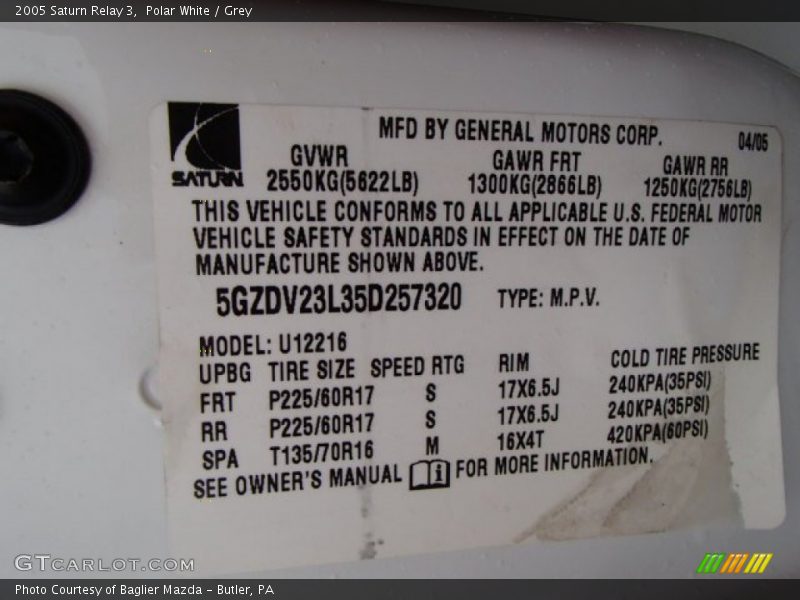 2005 Saturn Relay 3, Polar White / Grey
MFD BY GENERAL MOTORS CORP. 04/05
SATURN
GVWR GAWR FRT GAWR RR
2550KG(5622LB) 1300KG(2866LB) 1250KG(2756LB)
THIS VEHICLE CONFORMS TO ALL APPLICABLE U.S. FEDERAL MOTOR
VEHICLE SAFETY STANDARDS IN EFFECT ON THE DATE OF
MANUFACTURE SHOWN ABOVE.
5GZDV23L35D257320 TYPE: M.P.V.
MODEL: U12216
UPBG TIRE SIZE SPEED RTG RIM COLD TIRE PRESSURE
FRT P225/60R17 S 17X6.5J 240KPA(35PSI)
RR P225/60R17 S 17X6.5J 240KPA(35PSI)
SPA T135/70R16 M 16X4T 420KPA(60PSI)
SEE OWNER'S MANUAL i FOR MORE INFORMATION.
GTCARLOT.COM
Photo Courtesy of Baglier Mazda - Butler, PA